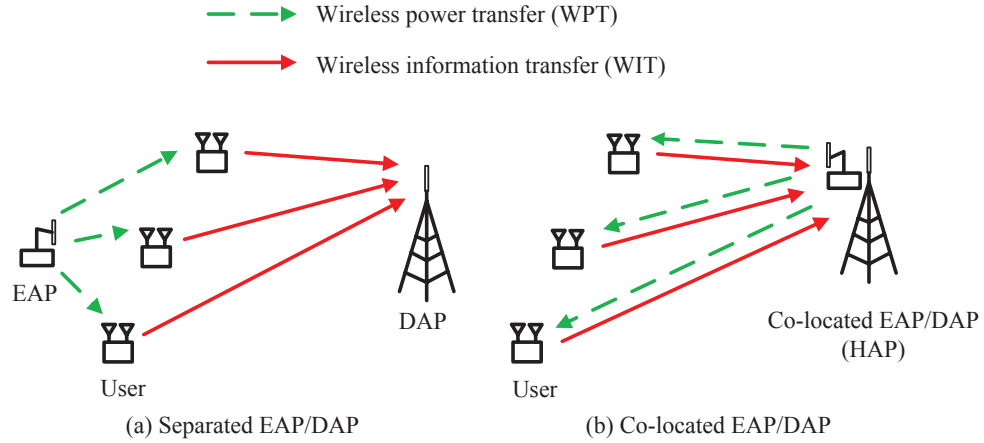 Wireless power transfer (WPT)
Wireless information transfer (WIT)
EAP
User
DAP
(a) Separated EAP/DAP
User
Co-located EAP/DAP
(HAP)
(b) Co-located EAP/DAP